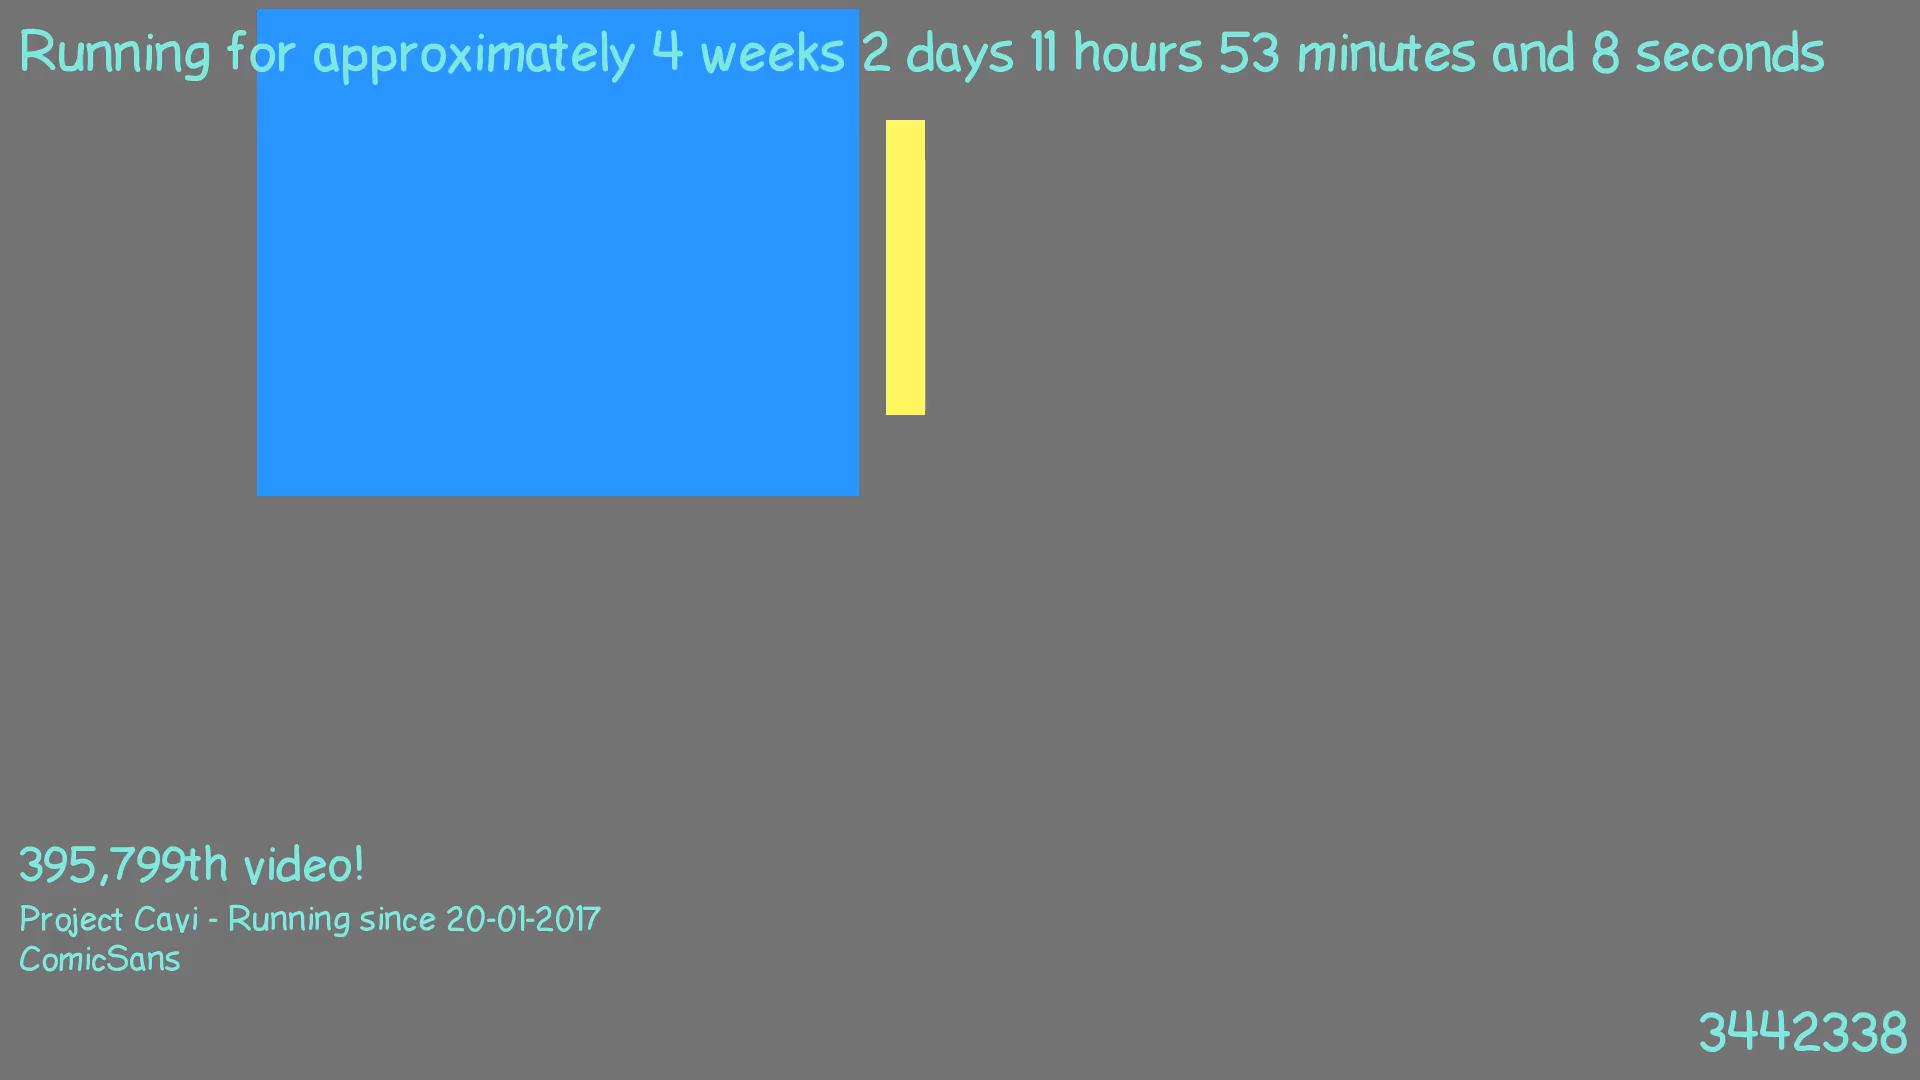 Running for approximately 4 weeks 2 days 11 hours 53 minutes and 8 seconds
395,799th video!
Project Cavi - Running since 20-01-2017
ComicSans
3442338